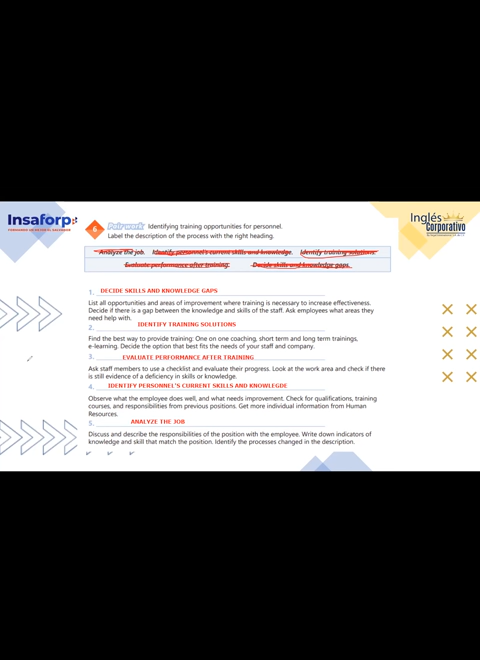 Insaforp
Inglés
Corporativo
6 Pairwork Identifying training opportunities for personnel.
Label the description of the process with the right heading.
Analyze the job. Identify personnel's current skills and knowledge. Identify training solutions.
Evaluate performance after training. Decide skills and knowledge gaps.
1. DECIDE SKILLS AND KNOWLEDGE GAPS
List all opportunities and areas of improvement where training is necessary to increase effectiveness.
Decide if there is a gap between the knowledge and skills of the staff. Ask employees what areas they
need help with.
2. IDENTIFY TRAINING SOLUTIONS
Find the best way to provide training: One on one coaching, short term and long term trainings,
e-learning. Decide the option that best fits the needs of your staff and company.
3. EVALUATE PERFORMANCE AFTER TRAINING
Ask staff members to use a checklist and evaluate their progress. Look at the work area and check if there
is still evidence of a deficiency in skills or knowledge.
4. IDENTIFY PERSONNEL'S CURRENT SKILLS AND KNOWLEGDE
Observe what the employee does well, and what needs improvement. Check for qualifications, training
courses, and responsibilities from previous positions. Get more individual information from Human
Resources.
5. ANALYZE THE JOB
Discuss and describe the responsibilities of the position with the employee. Write down indicators of
knowledge and skill that match the position. Identify the processes changed in the description.